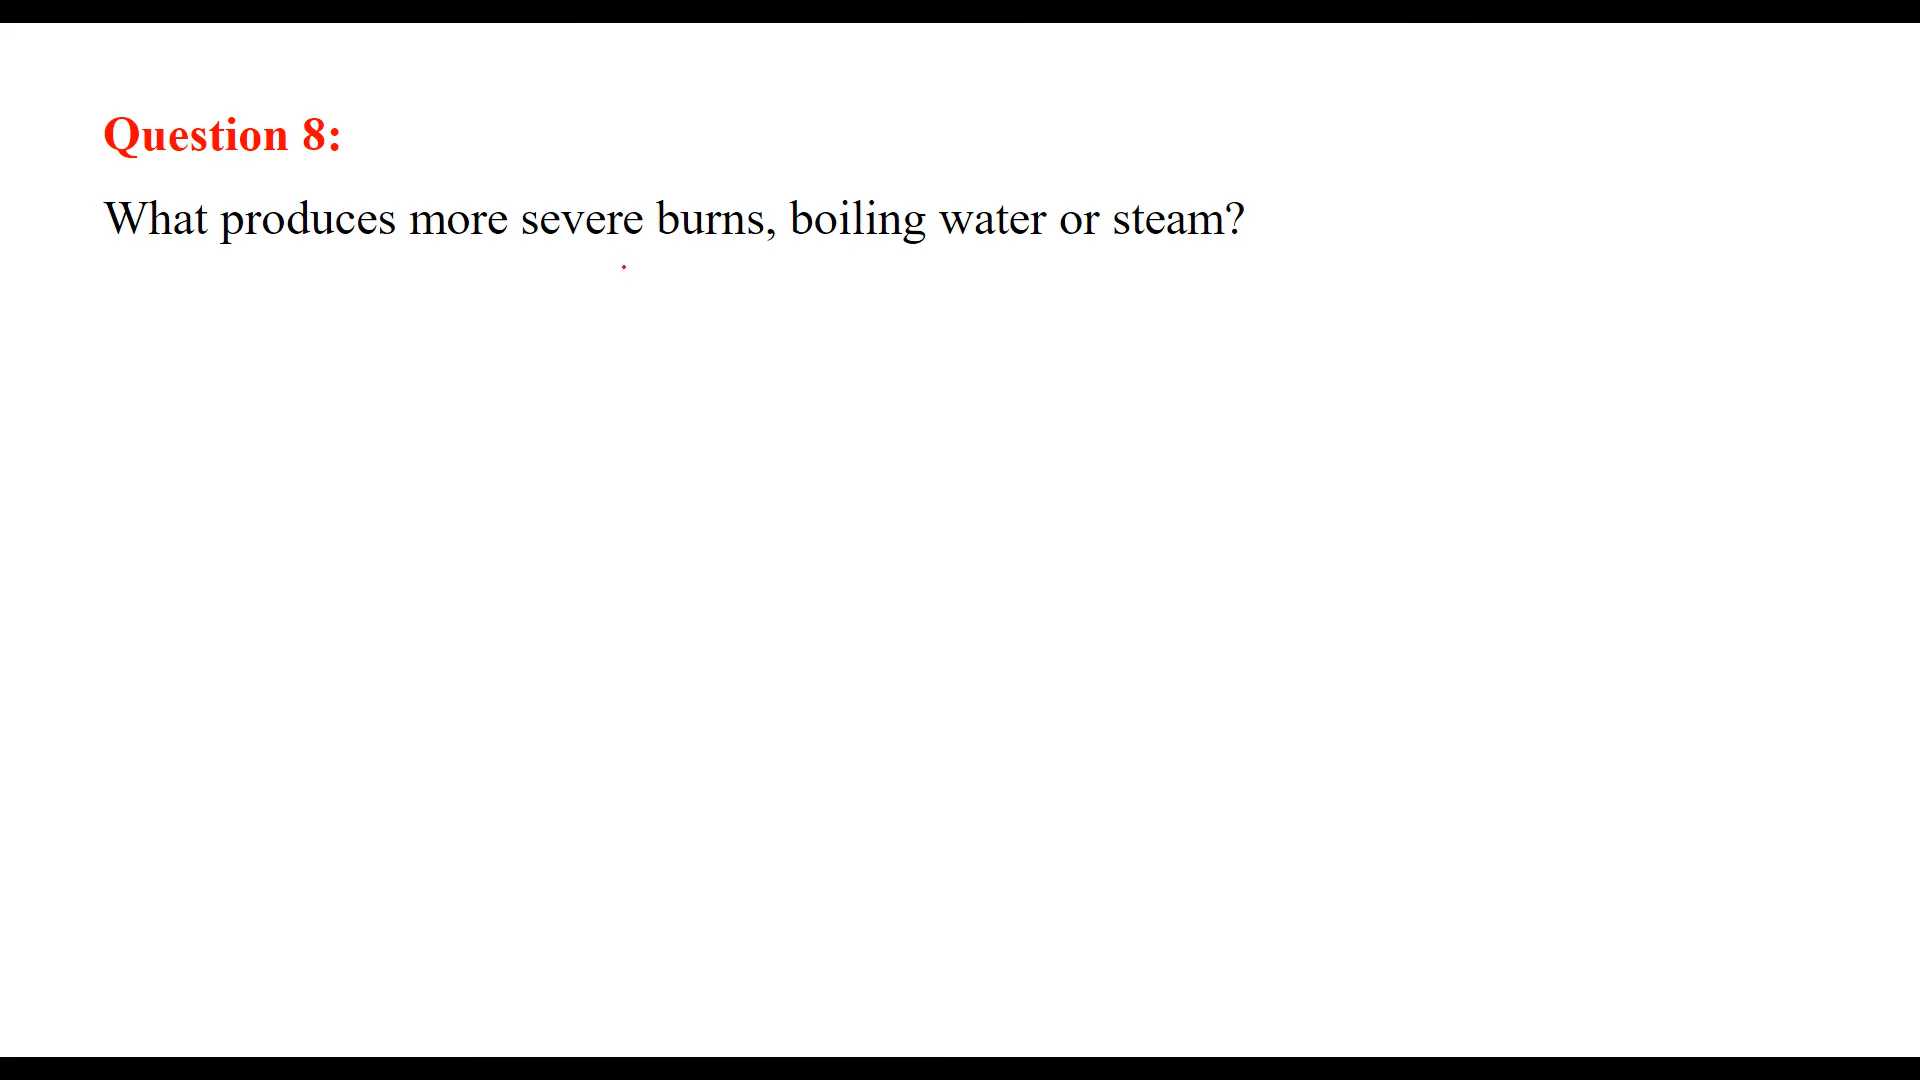 Question 8:
What produces more severe burns, boiling water or steam?